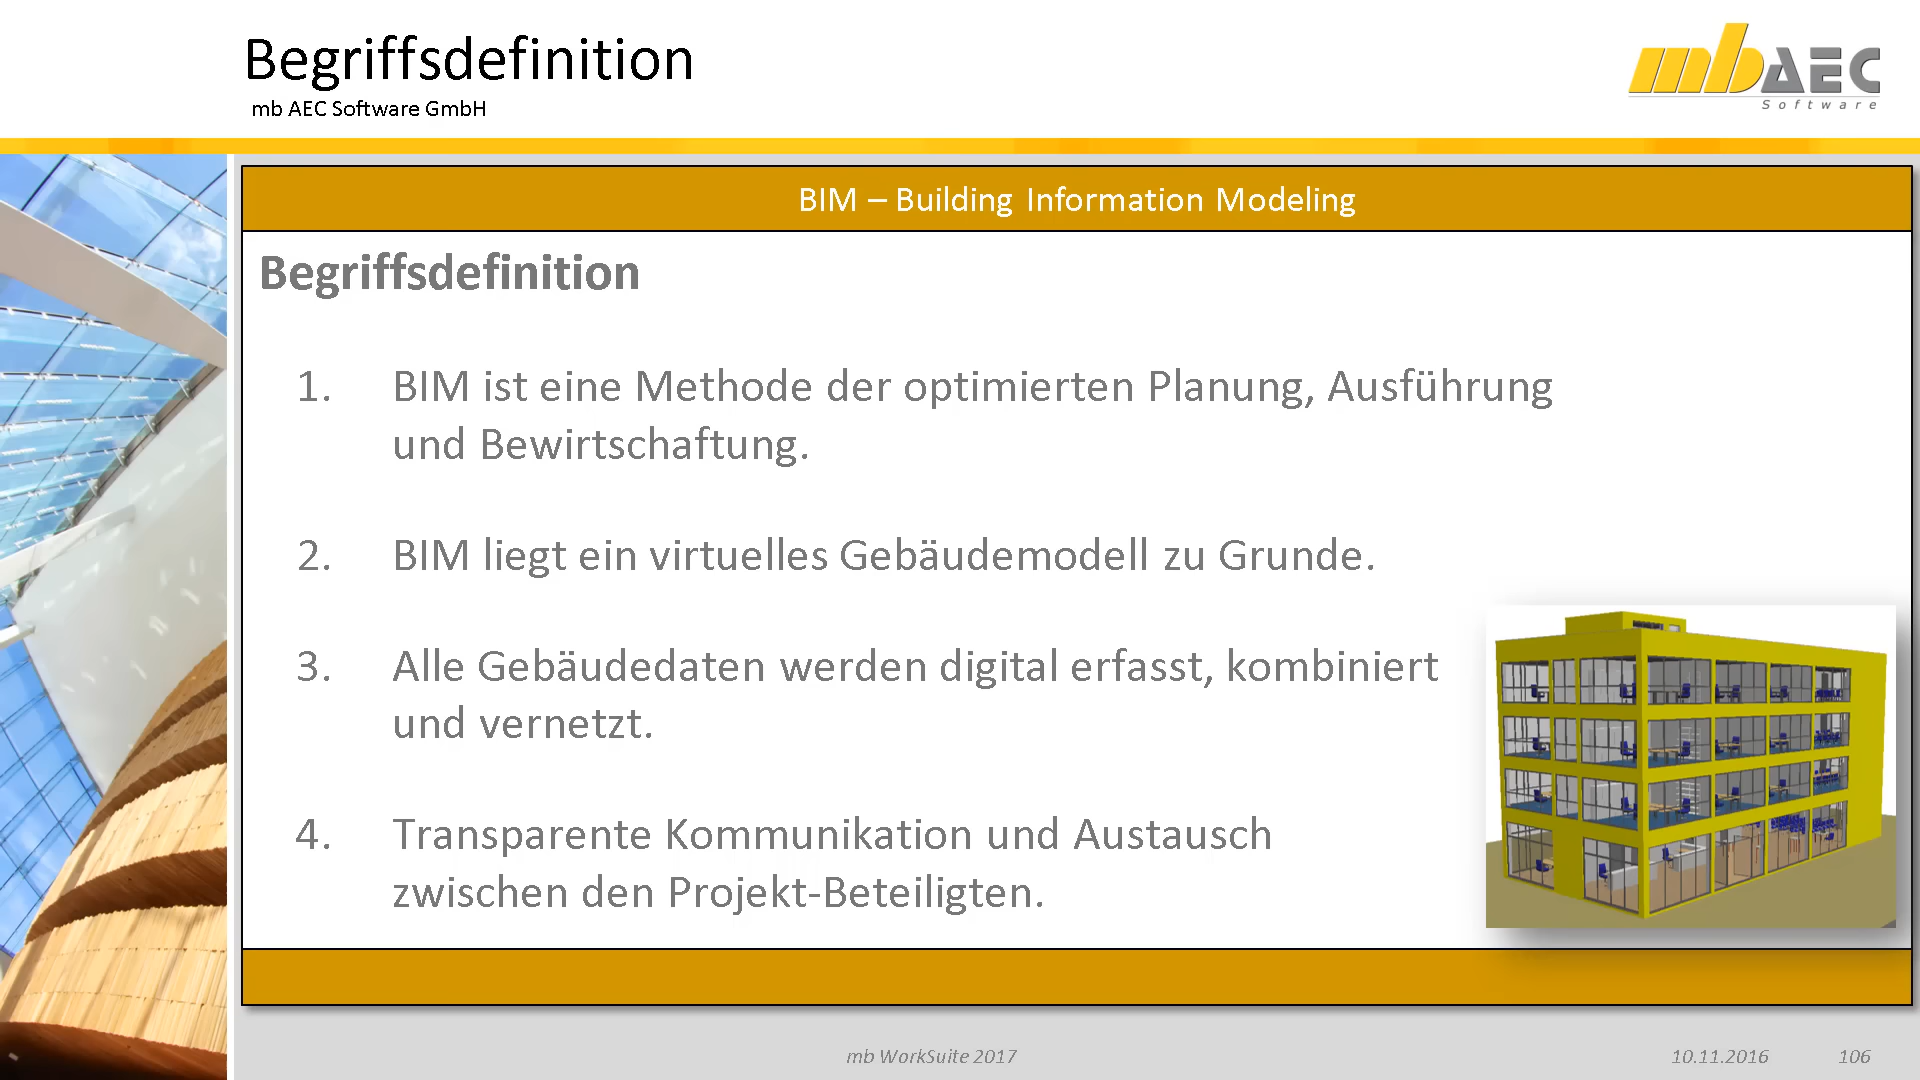 Begriffsdefinition
mb AEC Software GmbH
mbAEC
Software
BIM – Building Information Modeling
Begriffsdefinition
1. BIM ist eine Methode der optimierten Planung, Ausführung
und Bewirtschaftung.
2. BIM liegt ein virtuelles Gebäudemodell zu Grunde.
3. Alle Gebäudedaten werden digital erfasst, kombiniert
und vernetzt.
4. Transparente Kommunikation und Austausch
zwischen den Projekt-Beteiligten.
mb WorkSuite 2017
10.11.2016
106